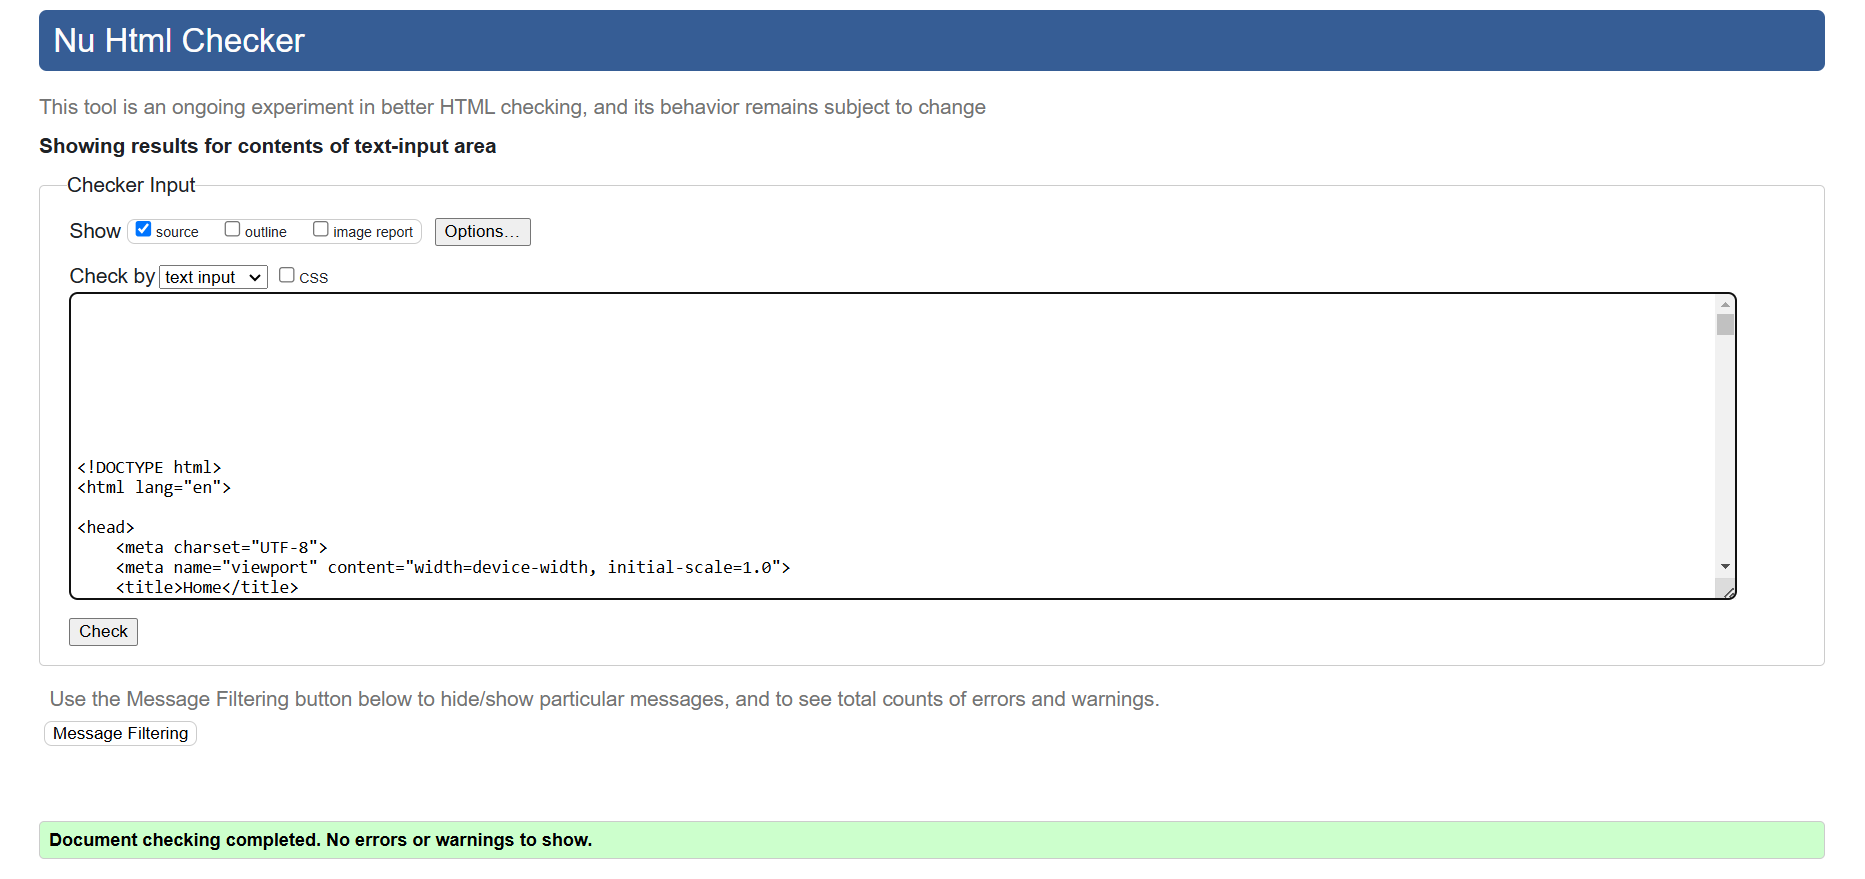 Nu Html Checker
This tool is an ongoing experiment in better HTML checking, and its behavior remains subject to change
Showing results for contents of text-input area
Checker Input
Show source outline image report Options...
Check by text input CSS
<!DOCTYPE html>
<html lang="en">
<head>
    <meta charset="UTF-8">
    <meta name="viewport" content="width=device-width, initial-scale=1.0">
    <title>Home</title>
Check
Use the Message Filtering button below to hide/show particular messages, and to see total counts of errors and warnings.
Message Filtering
Document checking completed. No errors or warnings to show.